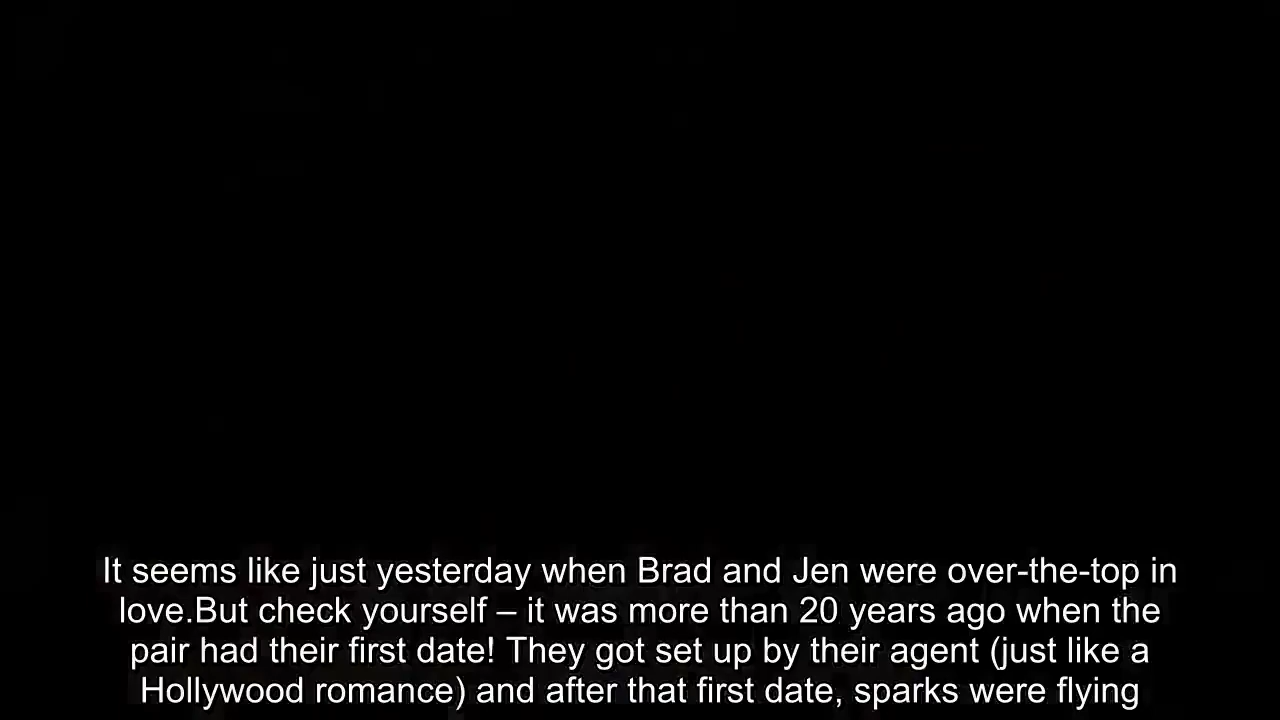 It seems like just yesterday when Brad and Jen were over-the-top in
love.But check yourself – it was more than 20 years ago when the
pair had their first date! They got set up by their agent (just like a
Hollywood romance) and after that first date, sparks were flying